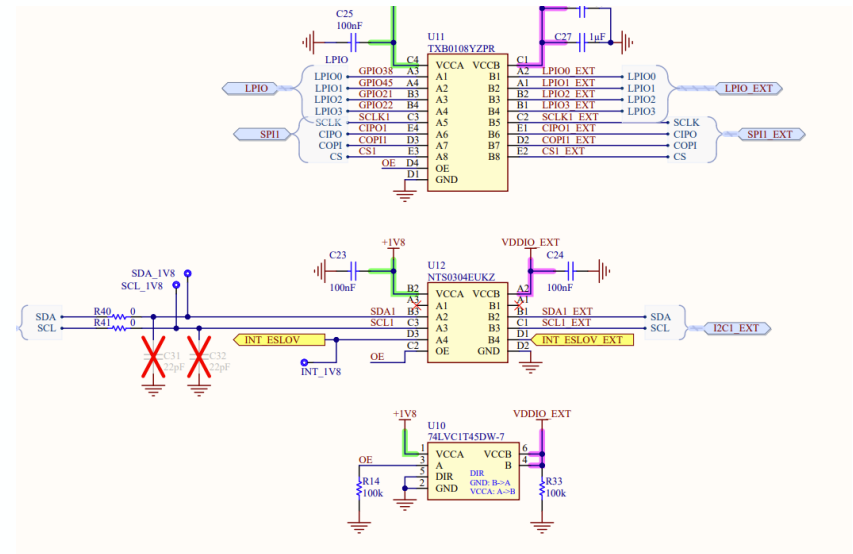 C25
100nF
C27 1µF
LPIO
U11
TXB0108YZPR
C4 VCCA VCCB C1
LPIO0 GPIO38 A3 A1 B1 A2 LPIO0_EXT LPIO0
LPIO LPIO1 GPIO45 A4 A2 B2 A1 LPIO1_EXT LPIO1 LPIO_EXT
LPIO2 GPIO21 B3 A3 B3 B2 LPIO2_EXT LPIO2
LPIO3 GPIO22 B4 A4 B4 B1 LPIO3_EXT LPIO3
SCLK SCLK1 C3 A5 B5 C2 SCLK1_EXT SCLK
SPI1 CIPO CIPO1 E4 A6 B6 E1 CIPO1_EXT CIPO SPI1_EXT
COPI COPI1 D3 A7 B7 D2 COPI1_EXT COPI
CS CS1 E3 A8 B8 E2 CS1_EXT CS
OE D4 OE
D1 GND
+1V8 VDDIO_EXT
C23 C24
100nF 100nF
U12
NTS0304EUKZ
SDA_1V8
SCL_1V8
B2 VCCA VCCB A2
A3 A1 B1 A1
SDA R40 0 SDA1 B3 A2 B2 B1 SDA1_EXT SDA
SCL R41 0 SCL1 C3 A3 B3 C1 SCL1_EXT SCL I2C1_EXT
INT_ESLOV D3 A4 B4 D1 INT_ESLOV_EXT
OE C2 OE GND D2
C31 C32
22pF 22pF
INT_1V8
+1V8 VDDIO_EXT
U10
74LVC1T45DW-7
1 VCCA VCCB 6
OE 3 A B 4
5 DIR DIR
2 GND GND: B->A
VCCA: A->B
R14 R33
100k 100k